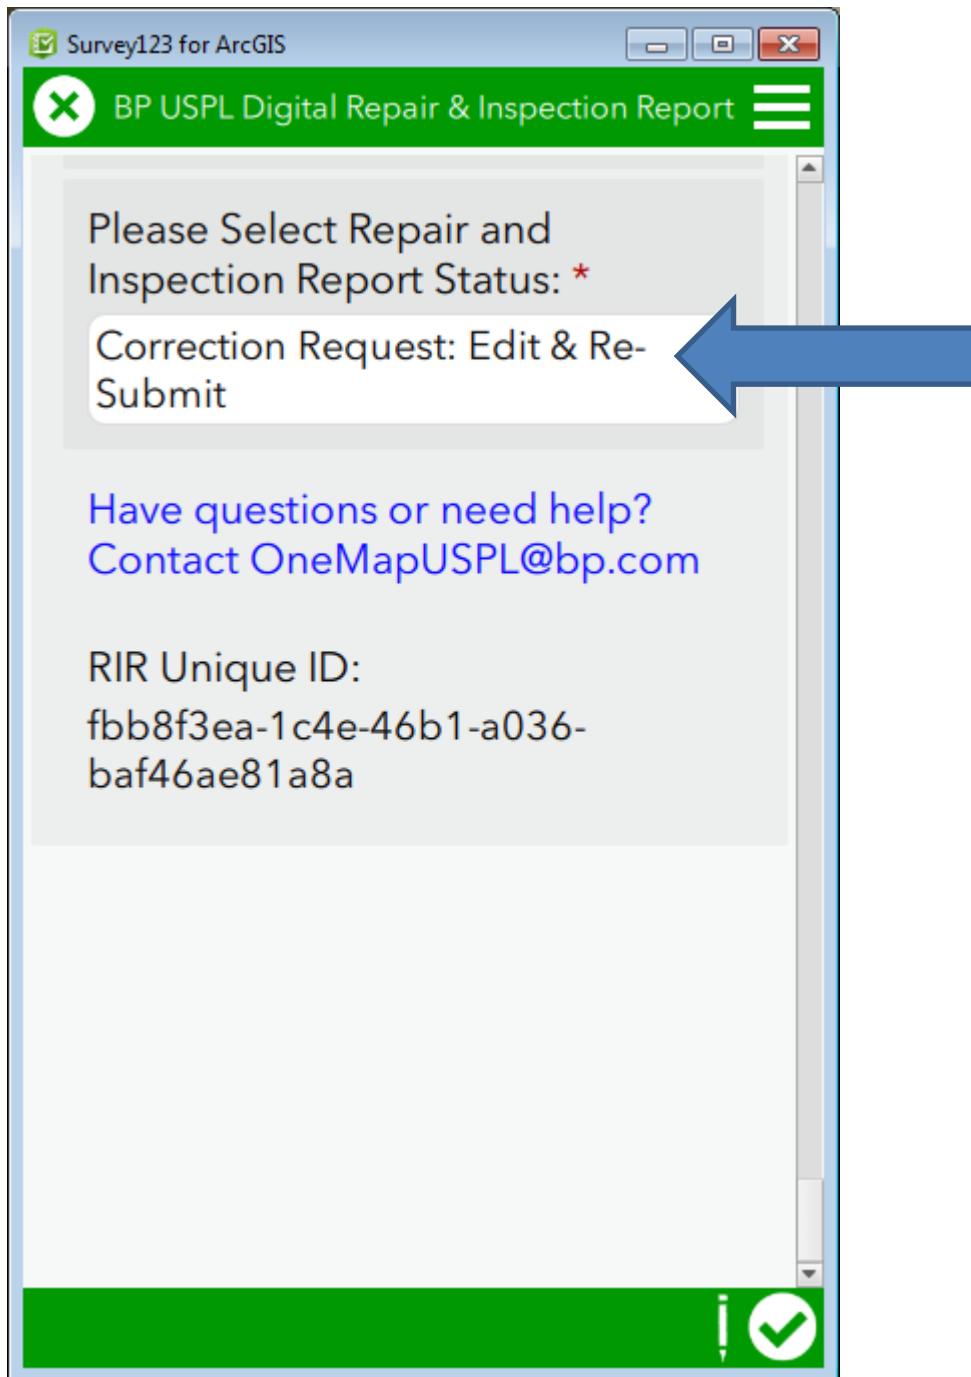 Survey123 for ArcGIS
BP USPL Digital Repair & Inspection Report
Please Select Repair and
Inspection Report Status: *
Correction Request: Edit & Re-
Submit
Have questions or need help?
Contact OneMapUSPL@bp.com
RIR Unique ID:
fbb8f3ea-1c4e-46b1-a036-
baf46ae81a8a